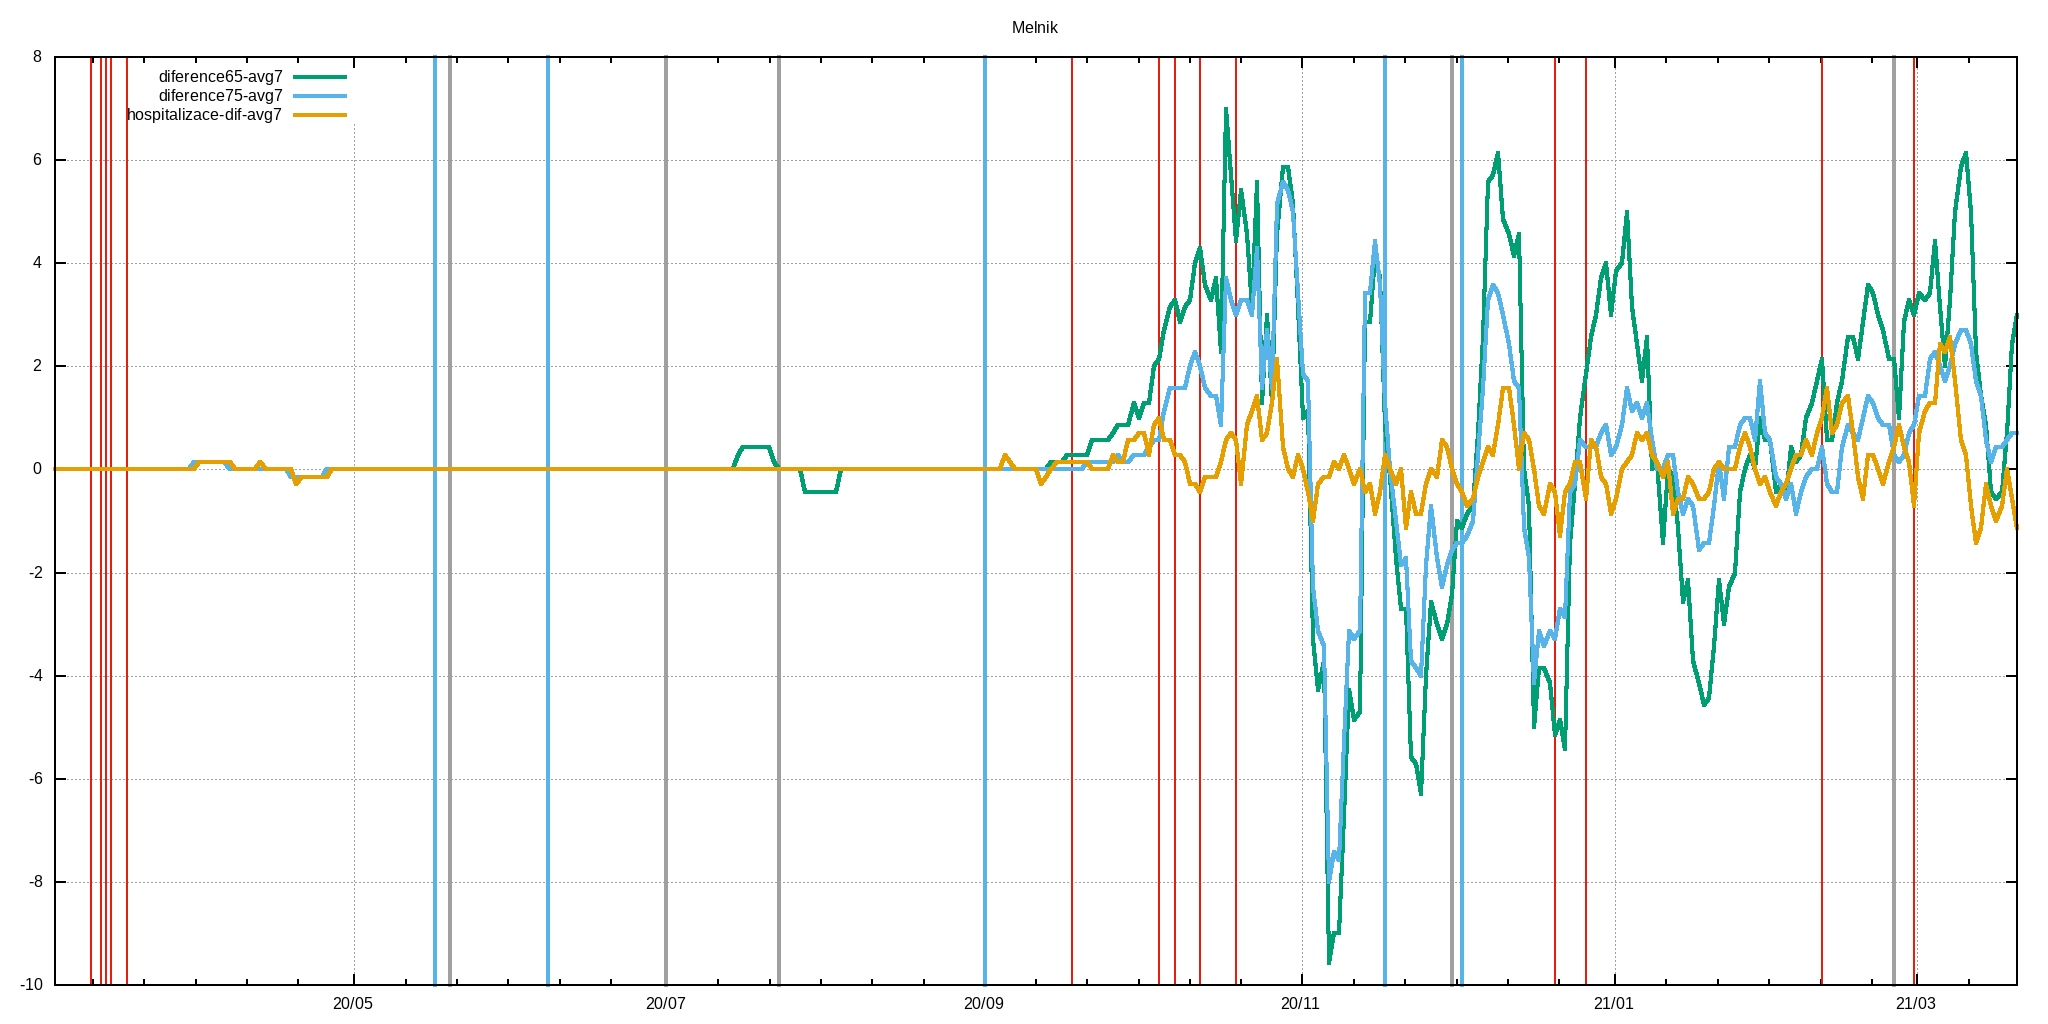 Melnik
8
diference65-avg7
diference75-avg7
hospitalizace-dif-avg7
6
4
2
0
-2
-4
-6
-8
-10
20/05 20/07 20/09 20/11 21/01 21/03